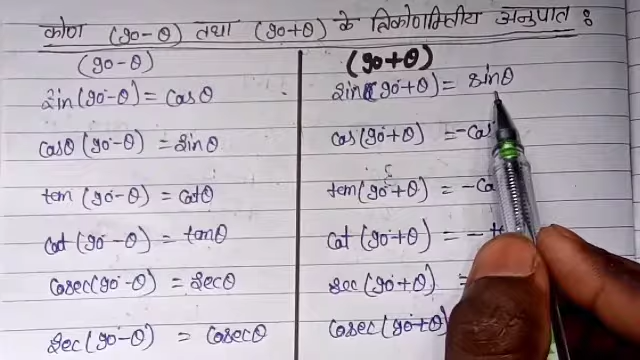 कोण (90-θ) तथा (90+θ) के त्रिकोणमितीय अनुपात :
(90-θ)
sin(90°-θ) = cosθ
cosθ (90°-θ) = sinθ
tan (90°-θ) = cotθ
cot (90°-θ) = tanθ
cosec(90°-θ) = secθ
sec(90°-θ) = cosecθ
(90+θ)
sin(90°+θ) = sinθ
cos(90°+θ) = -cos
tan(90°+θ) = -co
cot (90°+θ) = -
sec(90°+θ) =
cosec(90°+θ)